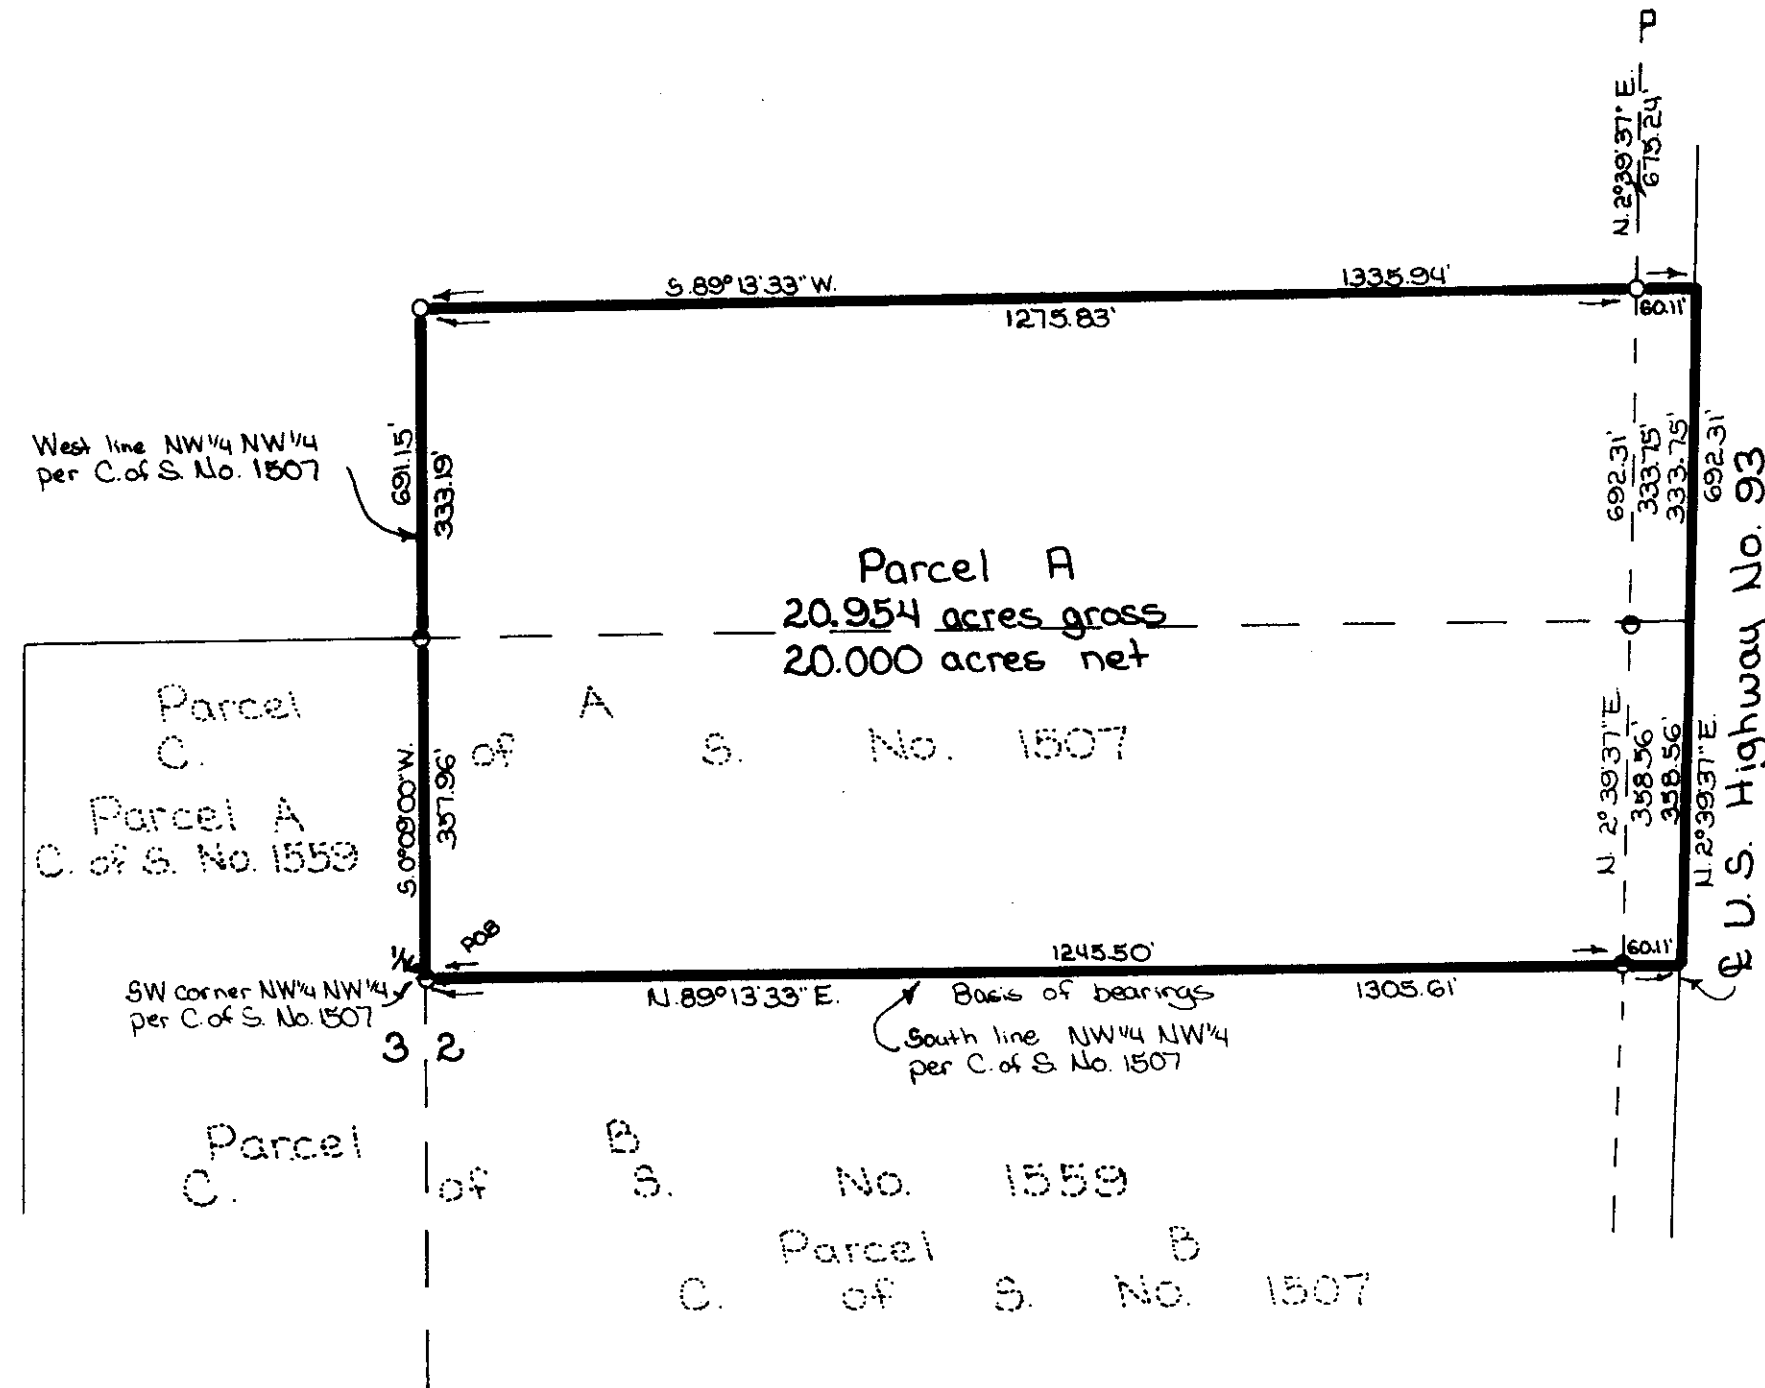 P
N.2°39'37"E.
675.24'
S.89°13'33"W.
1335.94'
1275.83'
60.11'
West line NW1/4 NW1/4
per C.of S. No. 1507
691.15'
333.19'
692.31'
333.75'
333.75'
692.31'
Parcel A
20.954 acres gross
20.000 acres net
Parcel A
C. of S. No. 1507
Parcel A
C. of S. No. 1559
S.0°09'00"W.
357.96'
N. 2°39'37"E.
358.56'
358.56'
N.2°39'37"E.
℄ U.S. Highway No. 93
POB
SW corner NW1/4 NW1/4
per C.of S. No. 1507
3 2
1245.50'
60.11'
N.89°13'33"E.
Basis of bearings
1305.61'
South line NW1/4 NW1/4
per C.of S. No. 1507
Parcel B
C. of S. No. 1559
Parcel B
C. of S. No. 1507